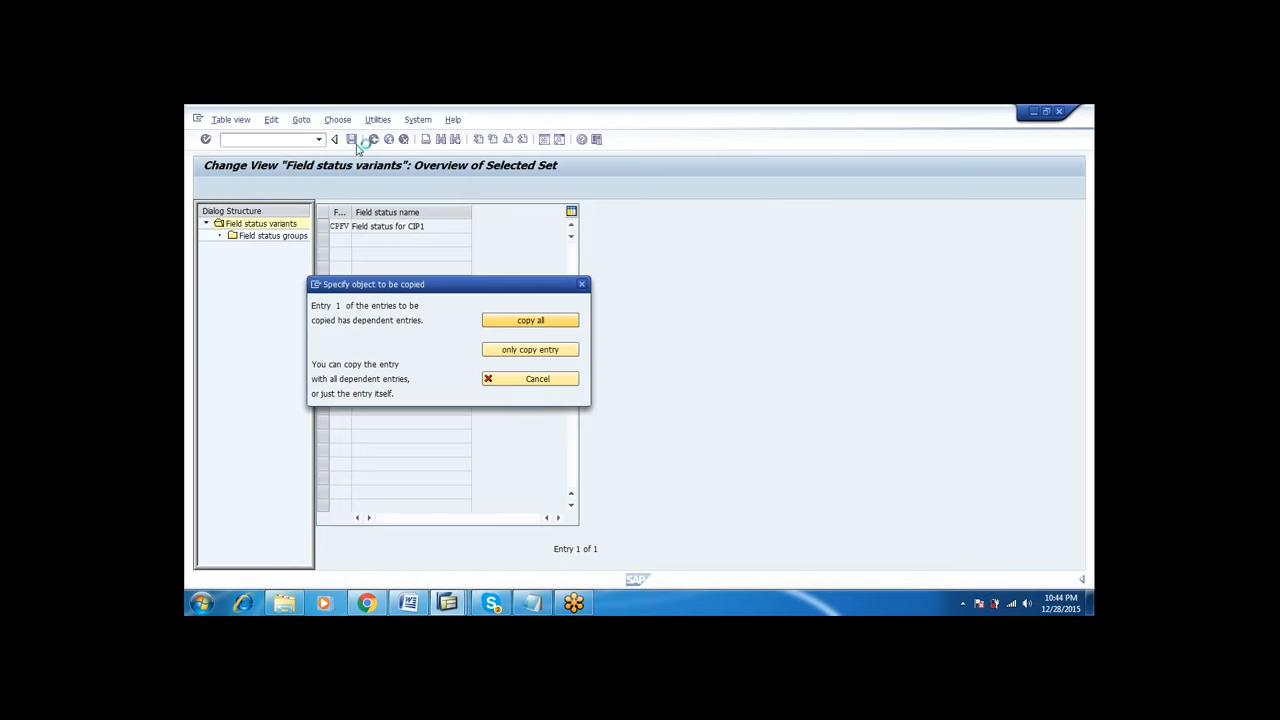 Table view Edit Goto Choose Utilities System Help
Change View "Field status variants": Overview of Selected Set
Dialog Structure
Field status variants
Field status groups
F... Field status name
CPFV Field status for CIP1
Specify object to be copied
Entry 1 of the entries to be
copied has dependent entries.
copy all
only copy entry
You can copy the entry
with all dependent entries,
or just the entry itself.
Cancel
Entry 1 of 1
SAP
10:44 PM
12/28/2015